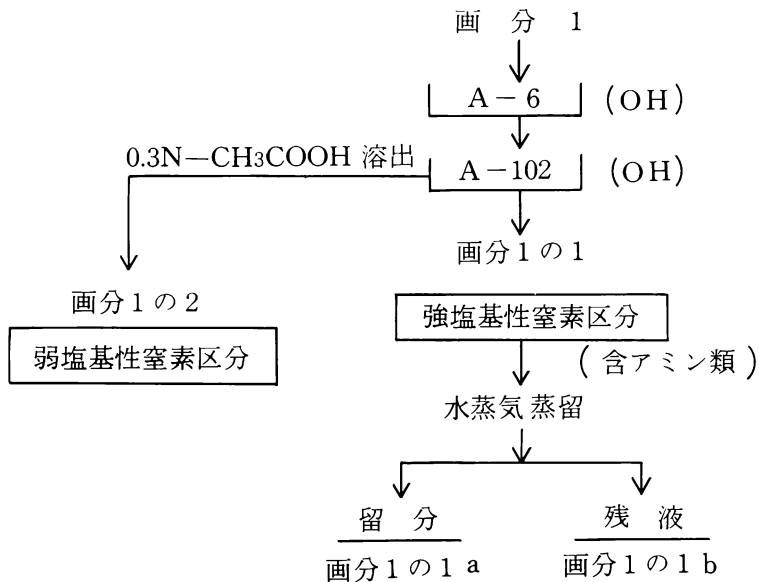 画分 1
A-6 (OH)
0.3N-CH3COOH 溶出
A-102 (OH)
画分1の1
画分1の2
強塩基性窒素区分
弱塩基性窒素区分
(含アミン類)
水蒸気蒸留
留分 残液
画分1の1a 画分1の1b